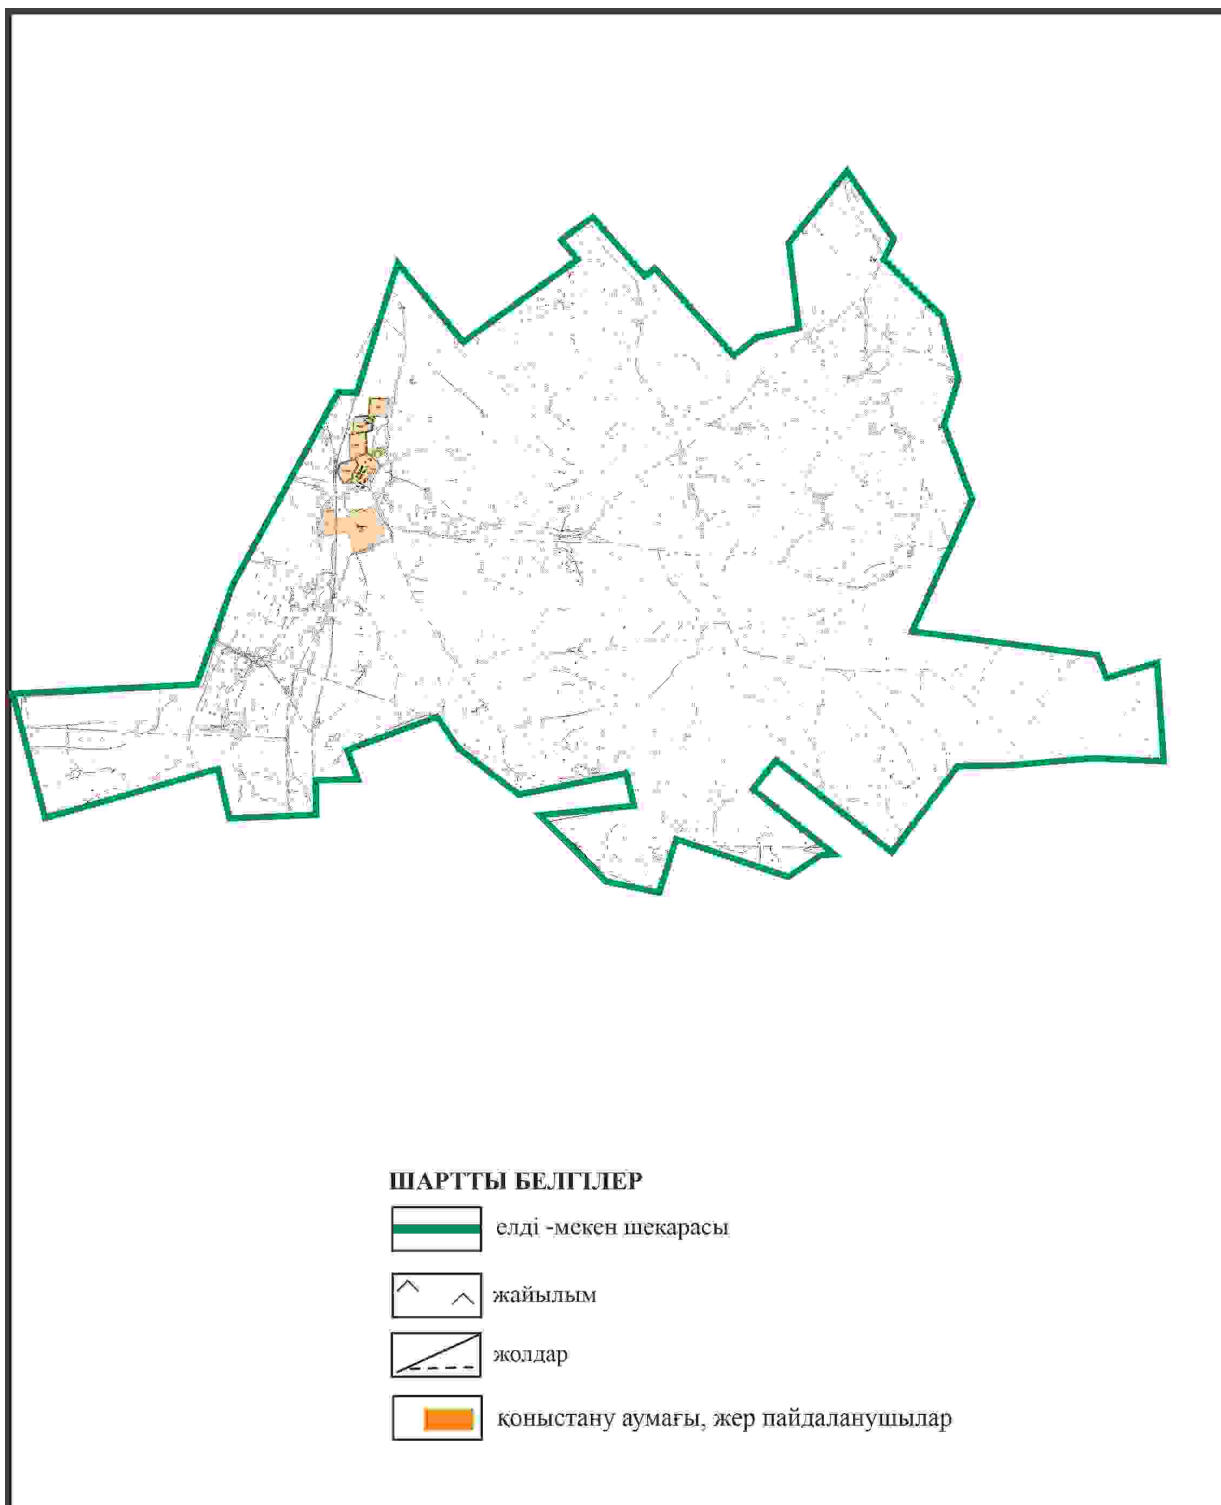 ШАРТТЫ БЕЛГІЛЕР
елді -мекен шекарасы
жайылым
жолдар
қоныстану аумағы, жер пайдаланушылар